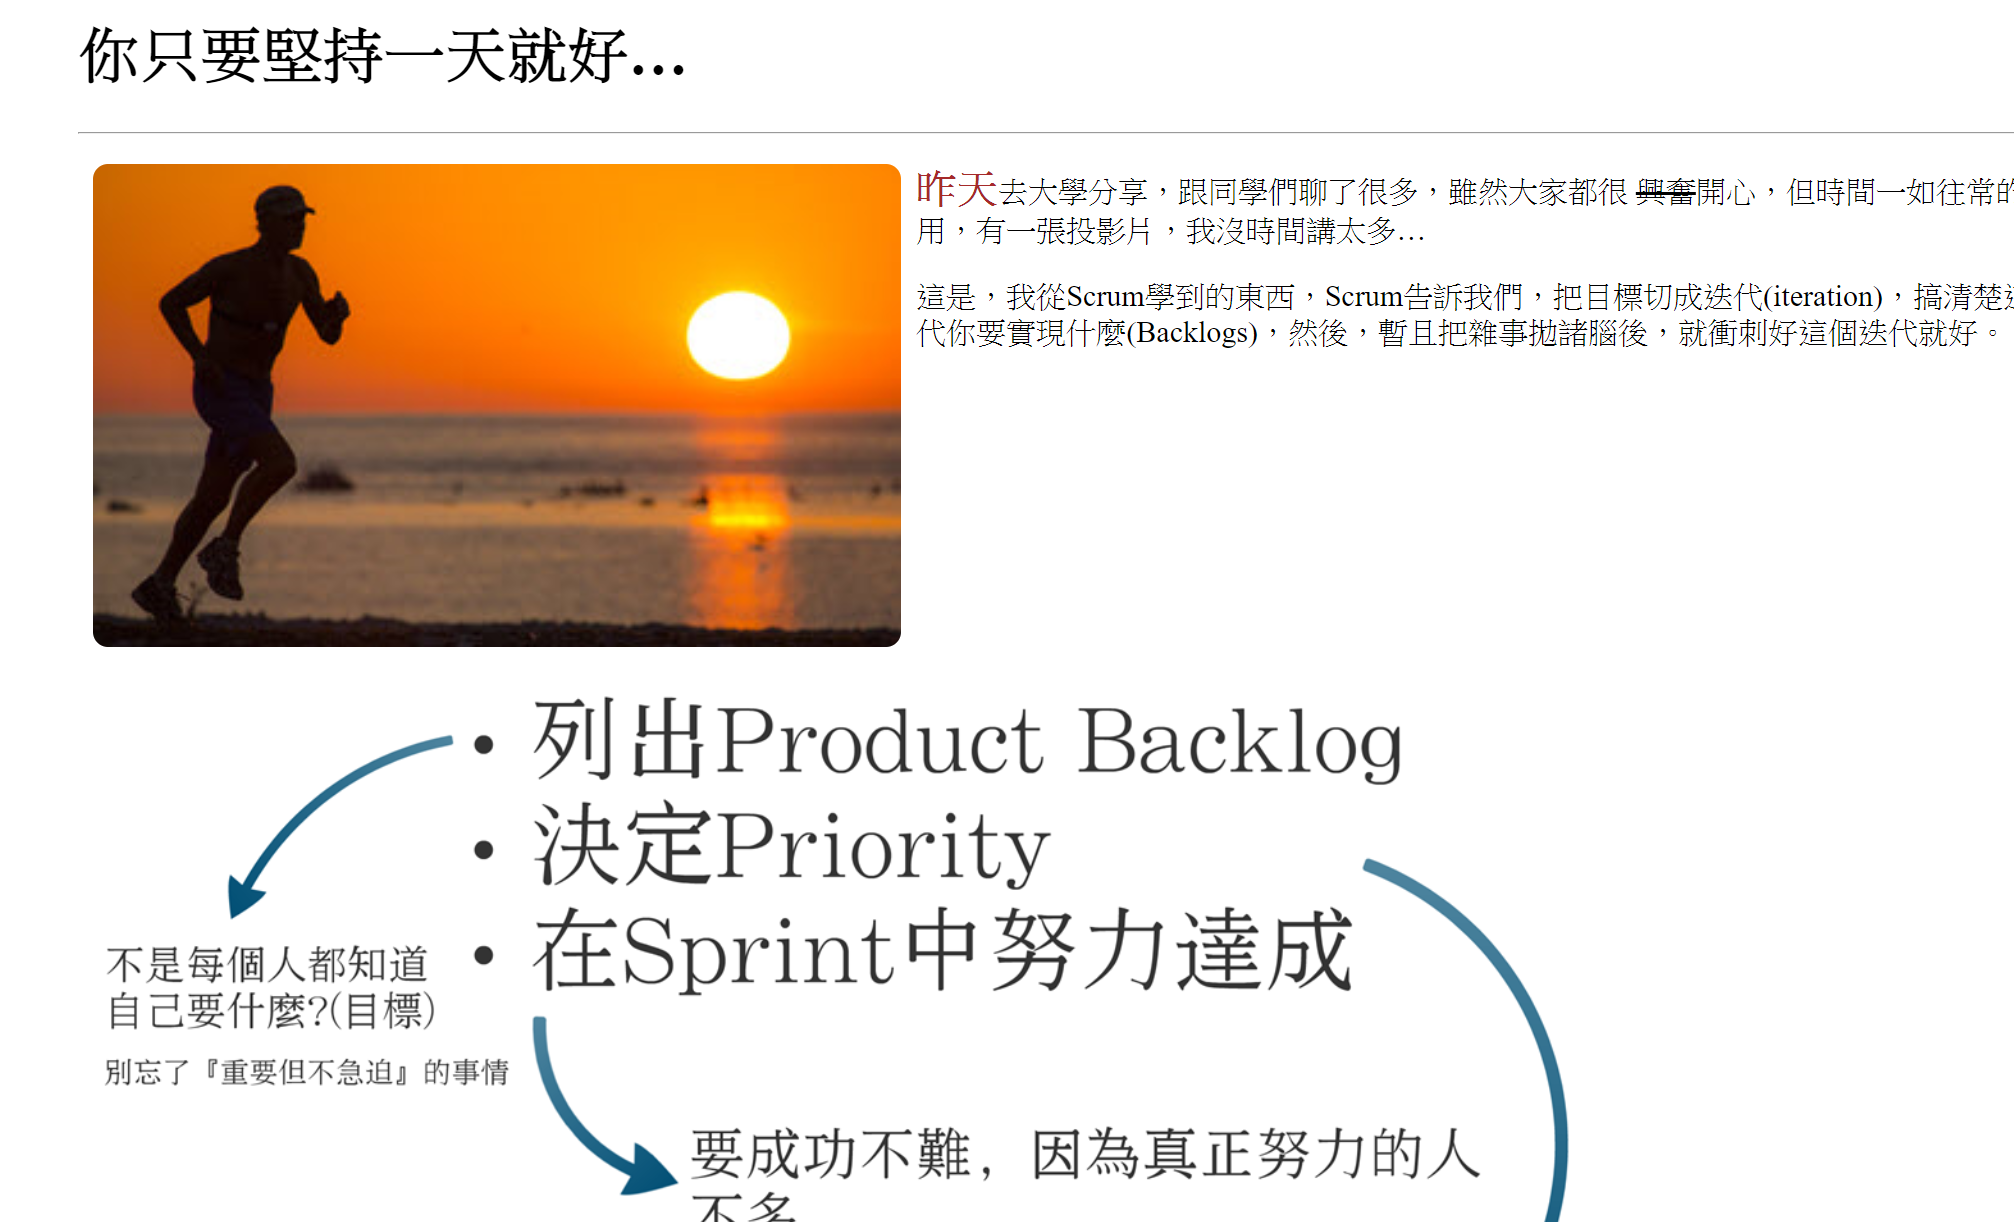 你只要堅持一天就好...
昨天去大學分享，跟同學們聊了很多，雖然大家都很 興奮開心，但時間一如往常的
用，有一張投影片，我沒時間講太多…
這是，我從Scrum學到的東西，Scrum告訴我們，把目標切成迭代(iteration)，搞清楚
代你要實現什麼(Backlogs)，然後，暫且把雜事拋諸腦後，就衝刺好這個迭代就好。
• 列出Product Backlog
• 決定Priority
• 在Sprint中努力達成
不是每個人都知道
自己要什麼?(目標)
別忘了『重要但不急迫』的事情
要成功不難，因為真正努力的人
不多